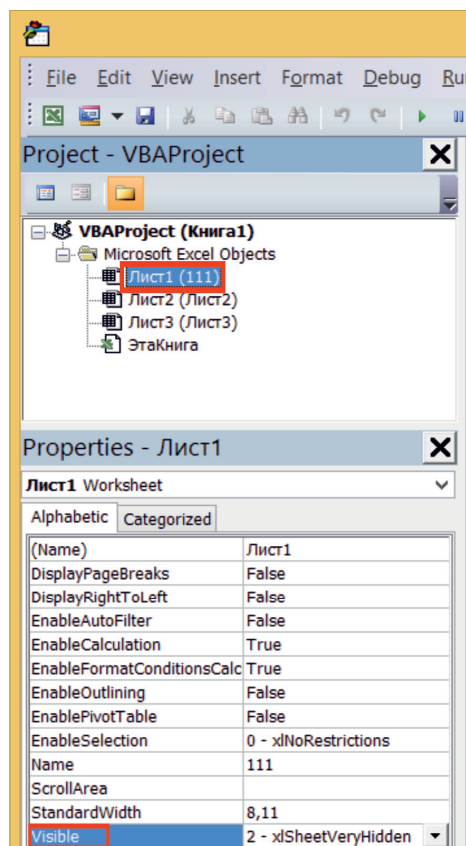 File Edit View Insert Format Debug Ru
Project - VBAProject
VBAProject (Книга1)
Microsoft Excel Objects
Лист1 (111)
Лист2 (Лист2)
Лист3 (Лист3)
ЭтаКнига
Properties - Лист1
Лист1 Worksheet
Alphabetic Categorized
(Name) Лист1
DisplayPageBreaks False
DisplayRightToLeft False
EnableAutoFilter False
EnableCalculation True
EnableFormatConditionsCalc True
EnableOutlining False
EnablePivotTable False
EnableSelection 0 - xlNoRestrictions
Name 111
ScrollArea
StandardWidth 8,11
Visible 2 - xlSheetVeryHidden